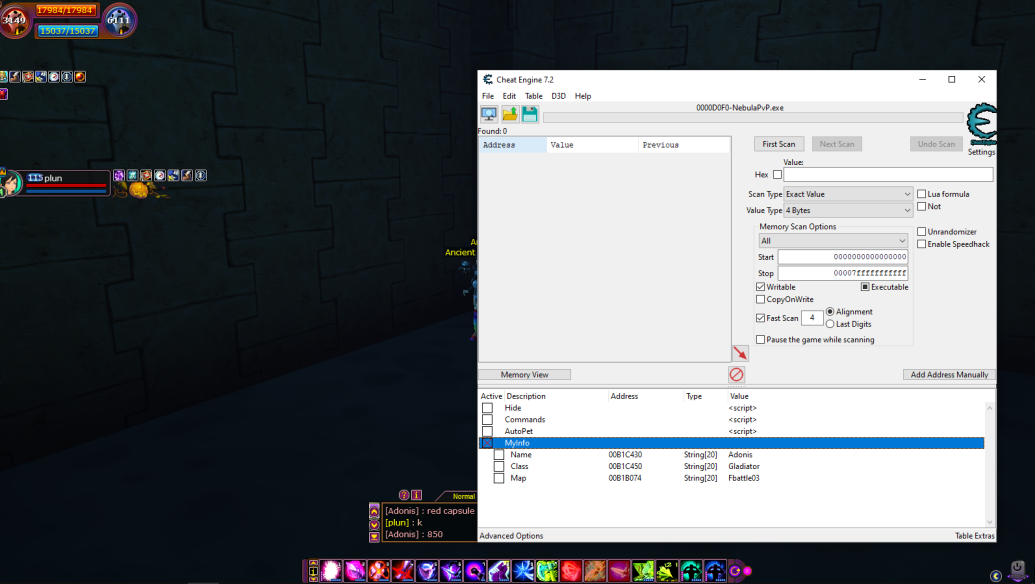 3149
17984/17984
15037/15037
6111
115 plun
Ancient
Normal
[Adonis] : red capsule
[plun] : k
[Adonis] : 850
1
Cheat Engine 7.2
File Edit Table D3D Help
0000D0F0-NebulaPvP.exe
Found: 0
Address Value Previous
First Scan Next Scan Undo Scan
Settings
Value:
Hex
Scan Type Exact Value
Lua formula
Not
Value Type 4 Bytes
Memory Scan Options
All
Unrandomizer
Enable Speedhack
Start 0000000000000000
Stop 00007fffffffffff
Writable Executable
CopyOnWrite
Fast Scan 4 Alignment
Last Digits
Pause the game while scanning
Memory View
Add Address Manually
Active Description Address Type Value
Hide <script>
Commands <script>
AutoPet <script>
MyInfo
Name 00B1C430 String[20] Adonis
Class 00B1C450 String[20] Gladiator
Map 00B1B074 String[20] Fbattle03
Advanced Options Table Extras